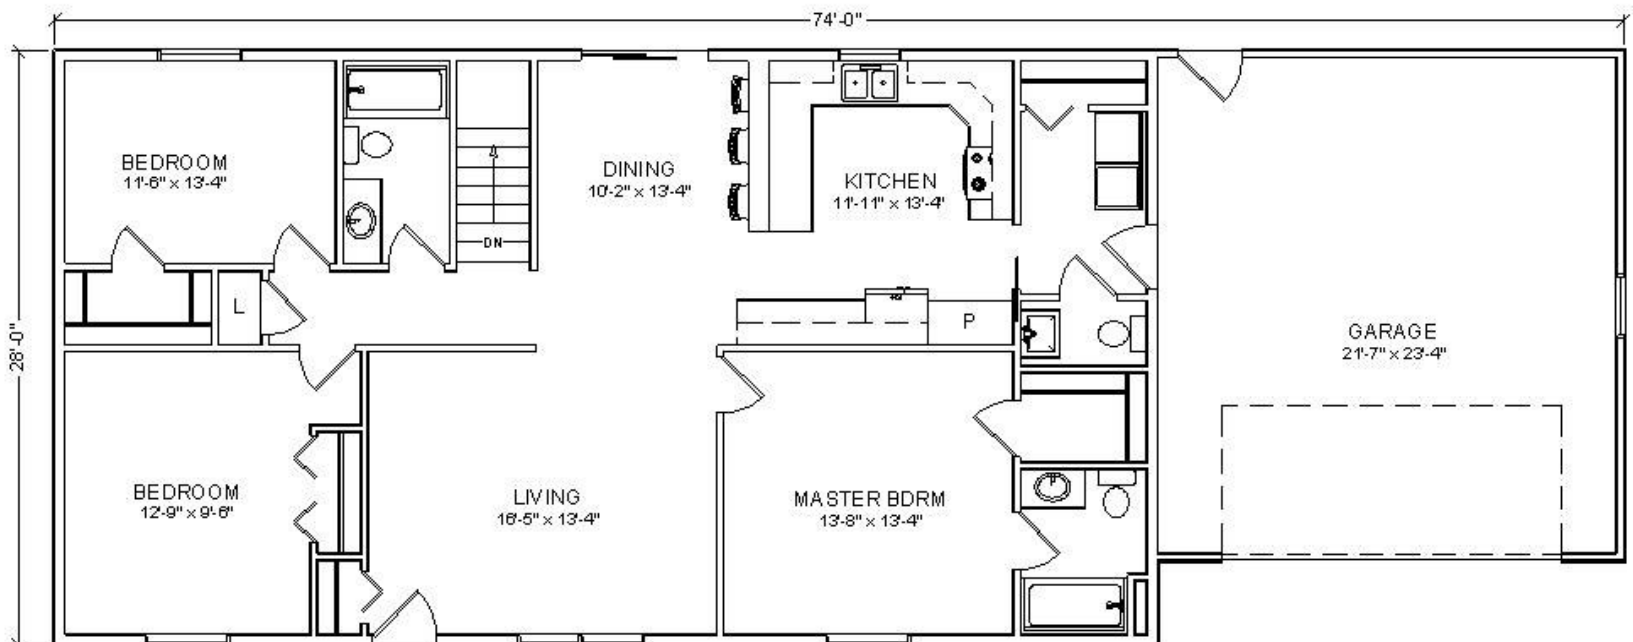 74'-0"
28'-0"
BEDROOM
11'-6" x 13'-4"
DINING
10'-2" x 13'-4"
KITCHEN
11'-11" x 13'-4"
DN
L
P
GARAGE
21'-7" x 23'-4"
BEDROOM
12'-9" x 9'-6"
LIVING
16'-5" x 13'-4"
MASTER BDRM
13'-8" x 13'-4"